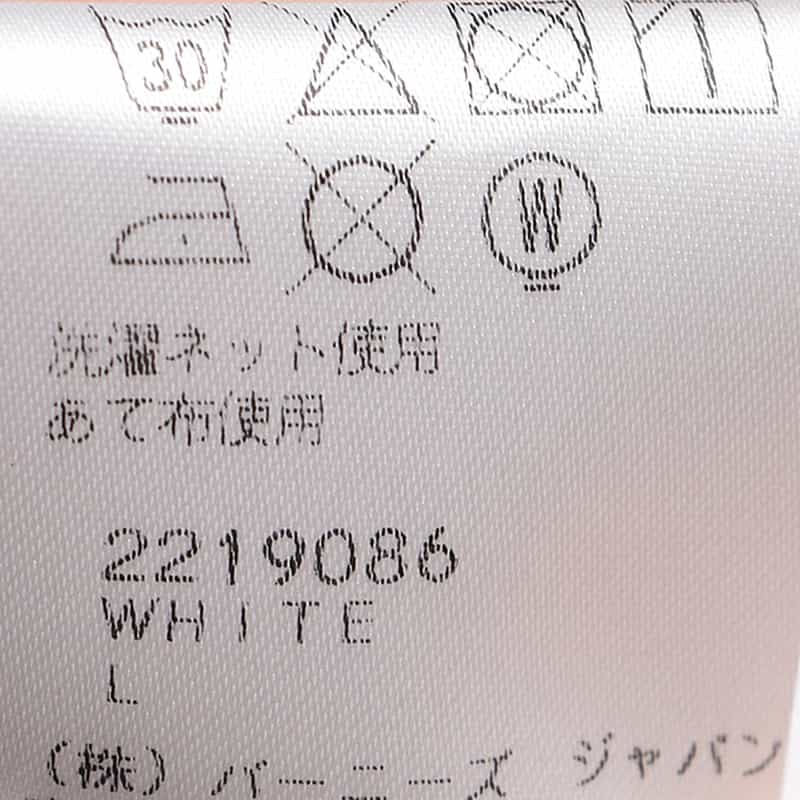 30
W
洗濯ネット使用
あて布使用
2219086
WHITE
L
(株) バーニーズ ジャパン